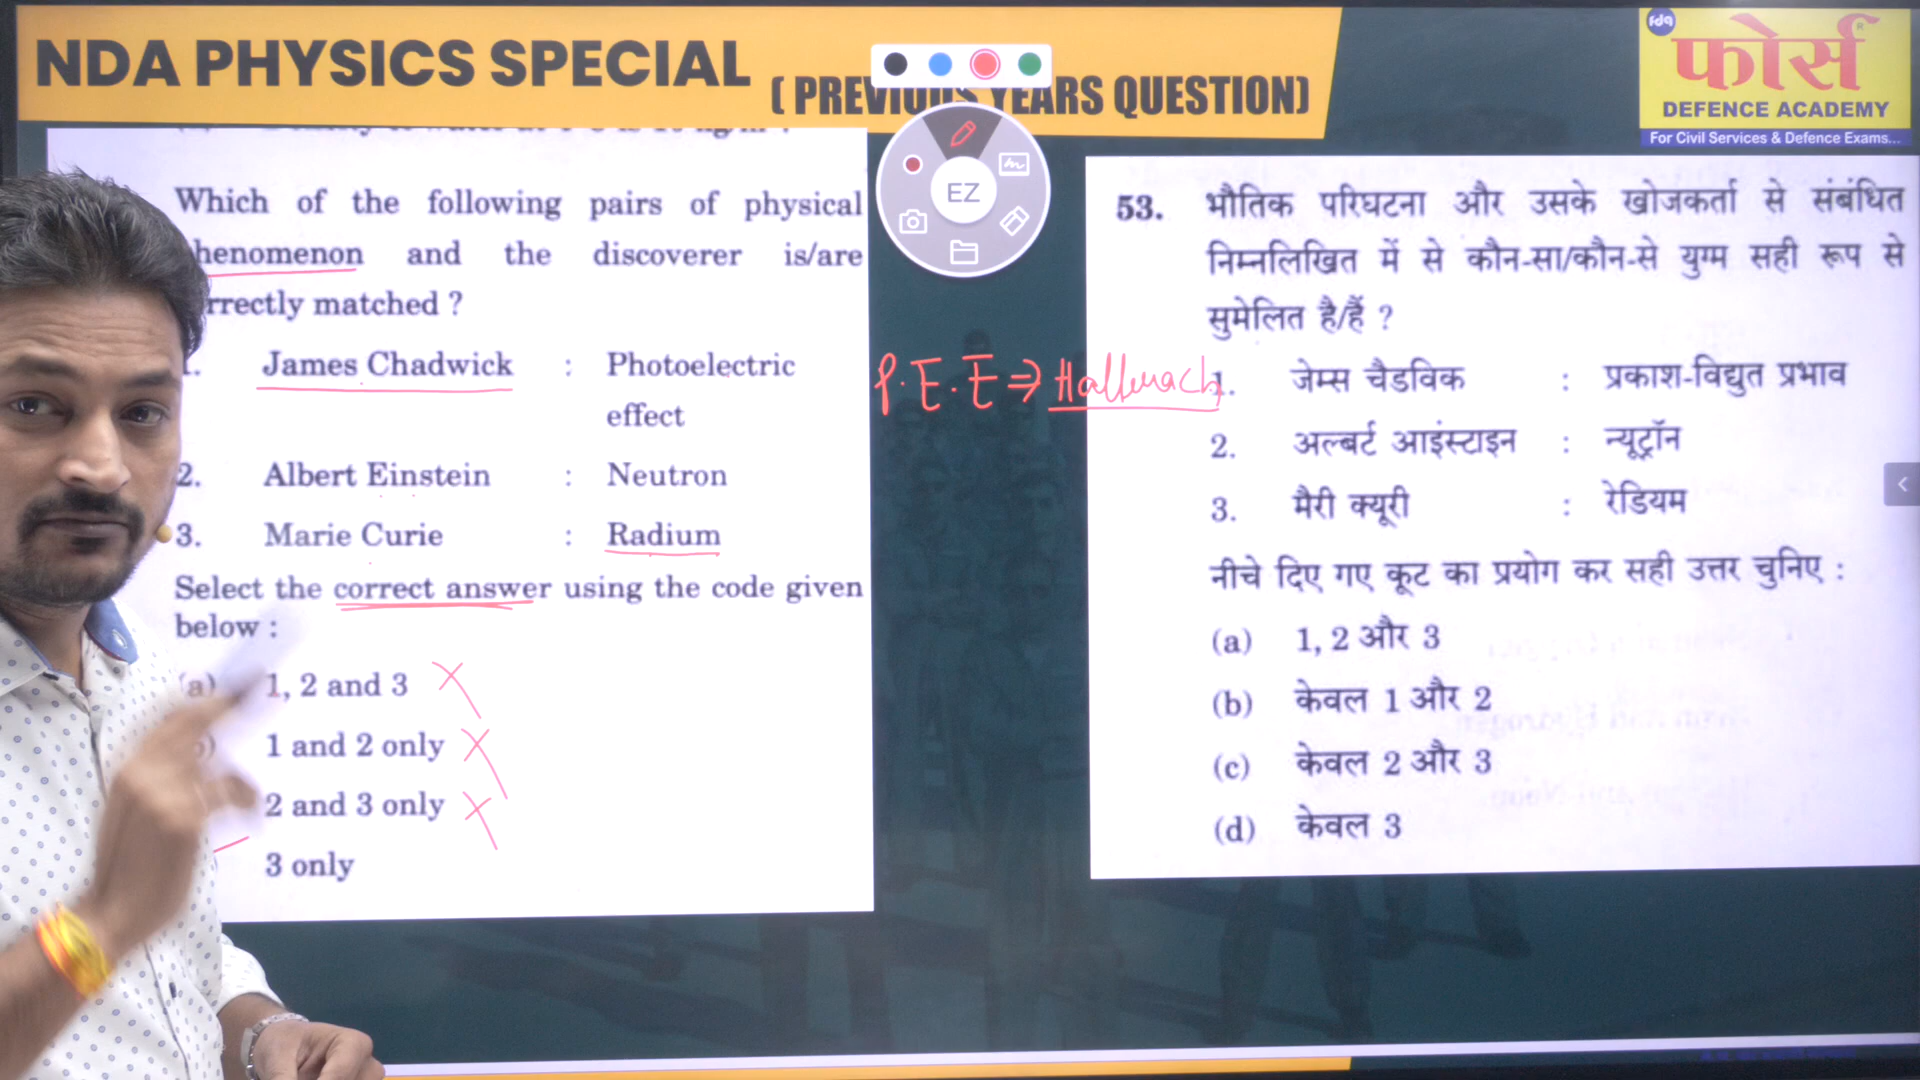 NDA PHYSICS SPECIAL
( PREVIOUS YEARS QUESTION)
fdq
फोर्स
R
DEFENCE ACADEMY
For Civil Services & Defence Exams...
EZ
Which of the following pairs of physical
henomenon and the discoverer is/are
rrectly matched ?
1. James Chadwick : Photoelectric
effect
2. Albert Einstein : Neutron
3. Marie Curie : Radium
Select the correct answer using the code given
below :
(a) 1, 2 and 3
1 and 2 only
2 and 3 only
3 only
P.E.E ⇒ Hallwach
53. भौतिक परिघटना और उसके खोजकर्ता से संबंधित
निम्नलिखित में से कौन-सा/कौन-से युग्म सही रूप से
सुमेलित है/हैं ?
1. जेम्स चैडविक : प्रकाश-विद्युत प्रभाव
2. अल्बर्ट आइंस्टाइन : न्यूट्रॉन
3. मैरी क्यूरी : रेडियम
नीचे दिए गए कूट का प्रयोग कर सही उत्तर चुनिए :
(a) 1, 2 और 3
(b) केवल 1 और 2
(c) केवल 2 और 3
(d) केवल 3